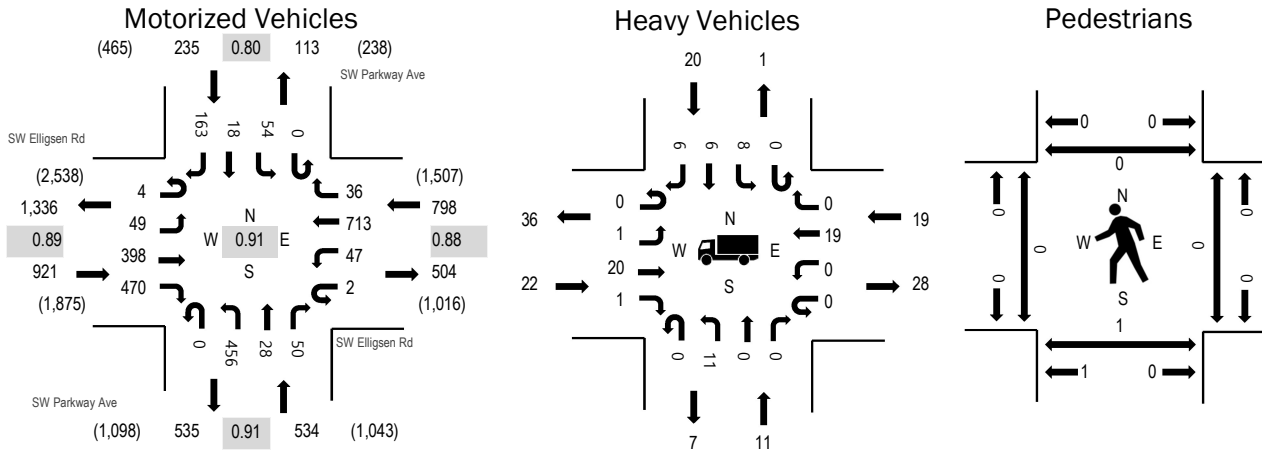 Motorized Vehicles
(465) 235 0.80 113 (238)
SW Parkway Ave
163 18 54 0
SW Elligsen Rd
(2,538) 4 36 (1,507)
1,336 49 N 713 798
0.89 W 0.91 E 0.88
398 S 47
921 470 2 504
(1,875) (1,016)
0 456 28 50
SW Elligsen Rd
SW Parkway Ave
(1,098) 535 0.91 534 (1,043)
Heavy Vehicles
20 1
6 6 8 0
0 0
36 1 N 19 19
W E
22 20 0 28
1 S 0
0 11 0 0
7 11
Pedestrians
0 0
0
0 N 0
W 0 E 0
0 S 0
1
1 0